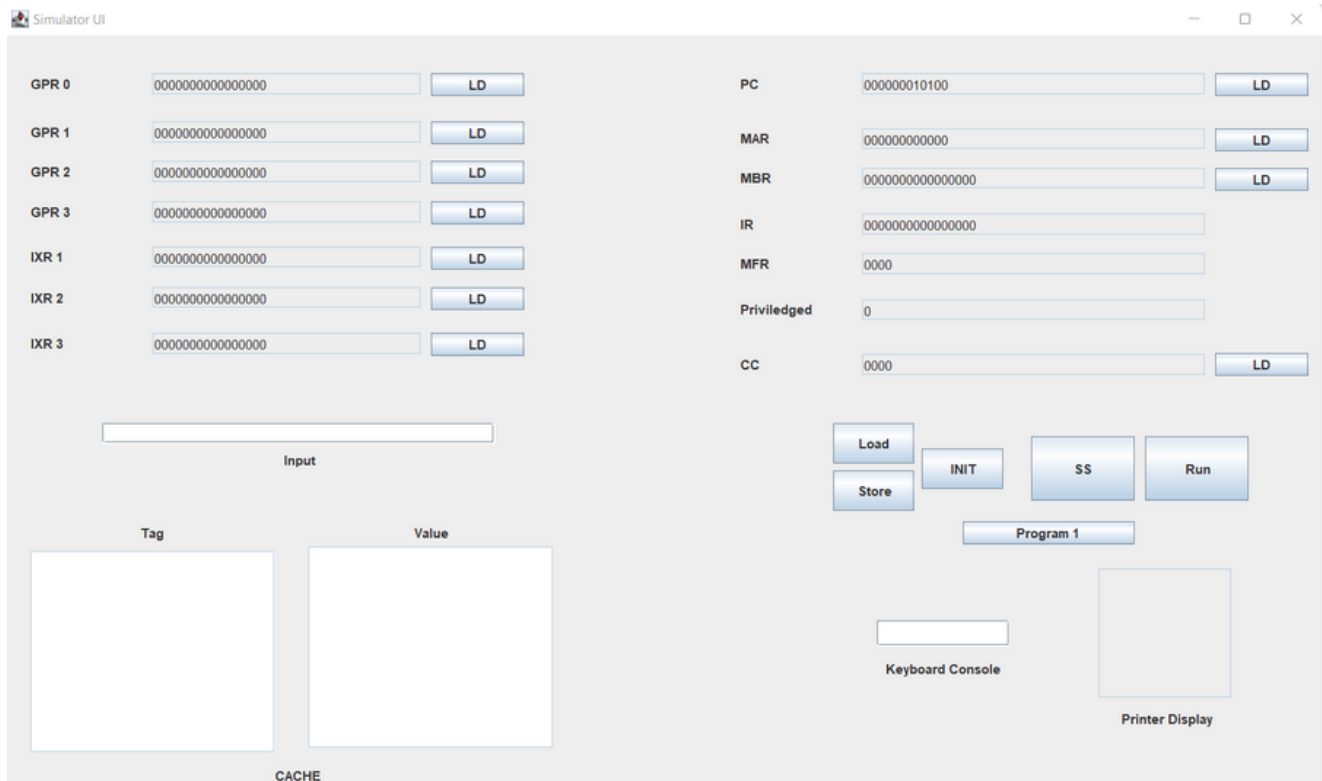 Simulator UI
GPR 0 0000000000000000 LD
GPR 1 0000000000000000 LD
GPR 2 0000000000000000 LD
GPR 3 0000000000000000 LD
IXR 1 0000000000000000 LD
IXR 2 0000000000000000 LD
IXR 3 0000000000000000 LD
Input
Tag Value
CACHE
PC 000000010100 LD
MAR 000000000000 LD
MBR 0000000000000000 LD
IR 0000000000000000
MFR 0000
Priviledged 0
CC 0000 LD
Load
Store
INIT
SS
Run
Program 1
Keyboard Console
Printer Display